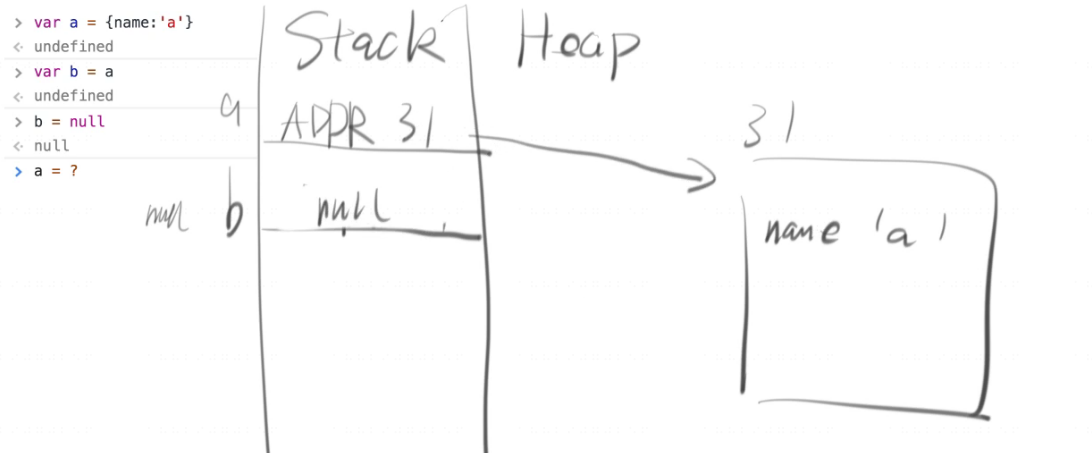 > var a = {name:'a'}
<· undefined
> var b = a
<· undefined
> b = null
<· null
> a = ?
Stack Heap
a ADDR 31
31
null b null
name 'a'